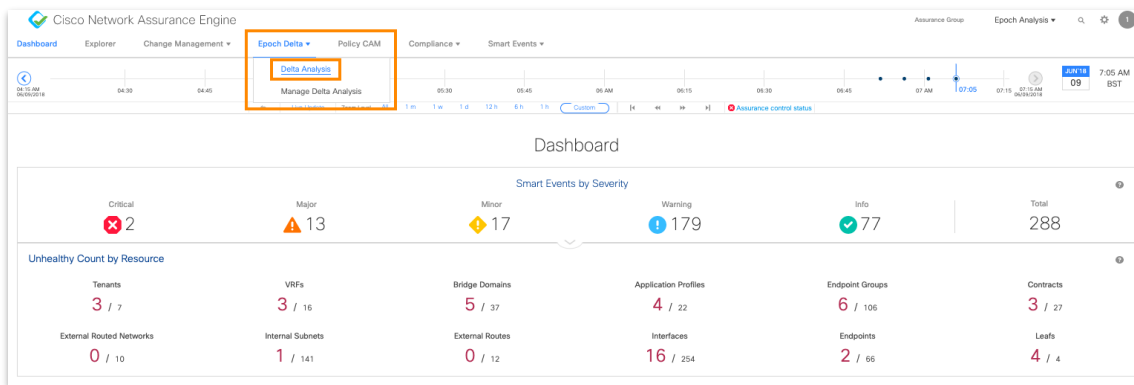 Cisco Network Assurance Engine
Assurance Group
Epoch Analysis
1
Dashboard Explorer Change Management Epoch Delta Policy CAM Compliance Smart Events
Delta Analysis
Manage Delta Analysis
04:15 AM
06/09/2018
04:30 04:45 05:30 05:45 06 AM 06:15 06:30 06:45 07 AM 07:05 07:15 07:15 AM
06/09/2018
JUN'18
09
7:05 AM
BST
1 m 1 w 1 d 12 h 6 h 1 h Custom Assurance control status
Dashboard
Smart Events by Severity
Critical Major Minor Warning Info Total
2 13 17 179 77 288
Unhealthy Count by Resource
Tenants VRFs Bridge Domains Application Profiles Endpoint Groups Contracts
3 / 7 3 / 16 5 / 37 4 / 22 6 / 106 3 / 27
External Routed Networks Internal Subnets External Routes Interfaces Endpoints Leafs
0 / 10 1 / 141 0 / 12 16 / 254 2 / 66 4 / 4